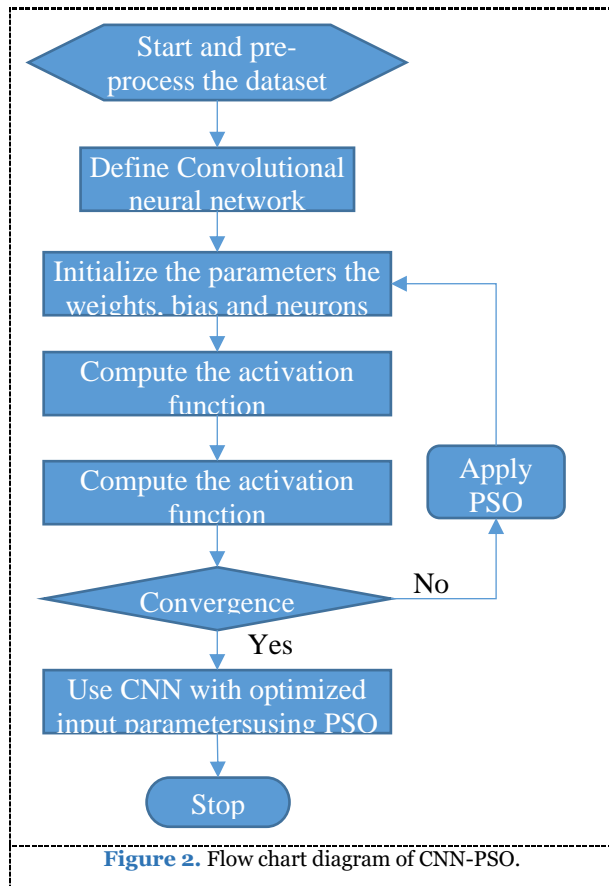 Start and pre-
process the dataset
Define Convolutional
neural network
Initialize the parameters the
weights, bias and neurons
Compute the activation
function
Compute the activation
function
Apply
PSO
Convergence
No
Yes
Use CNN with optimized
input parametersusing PSO
Stop
Figure 2. Flow chart diagram of CNN-PSO.